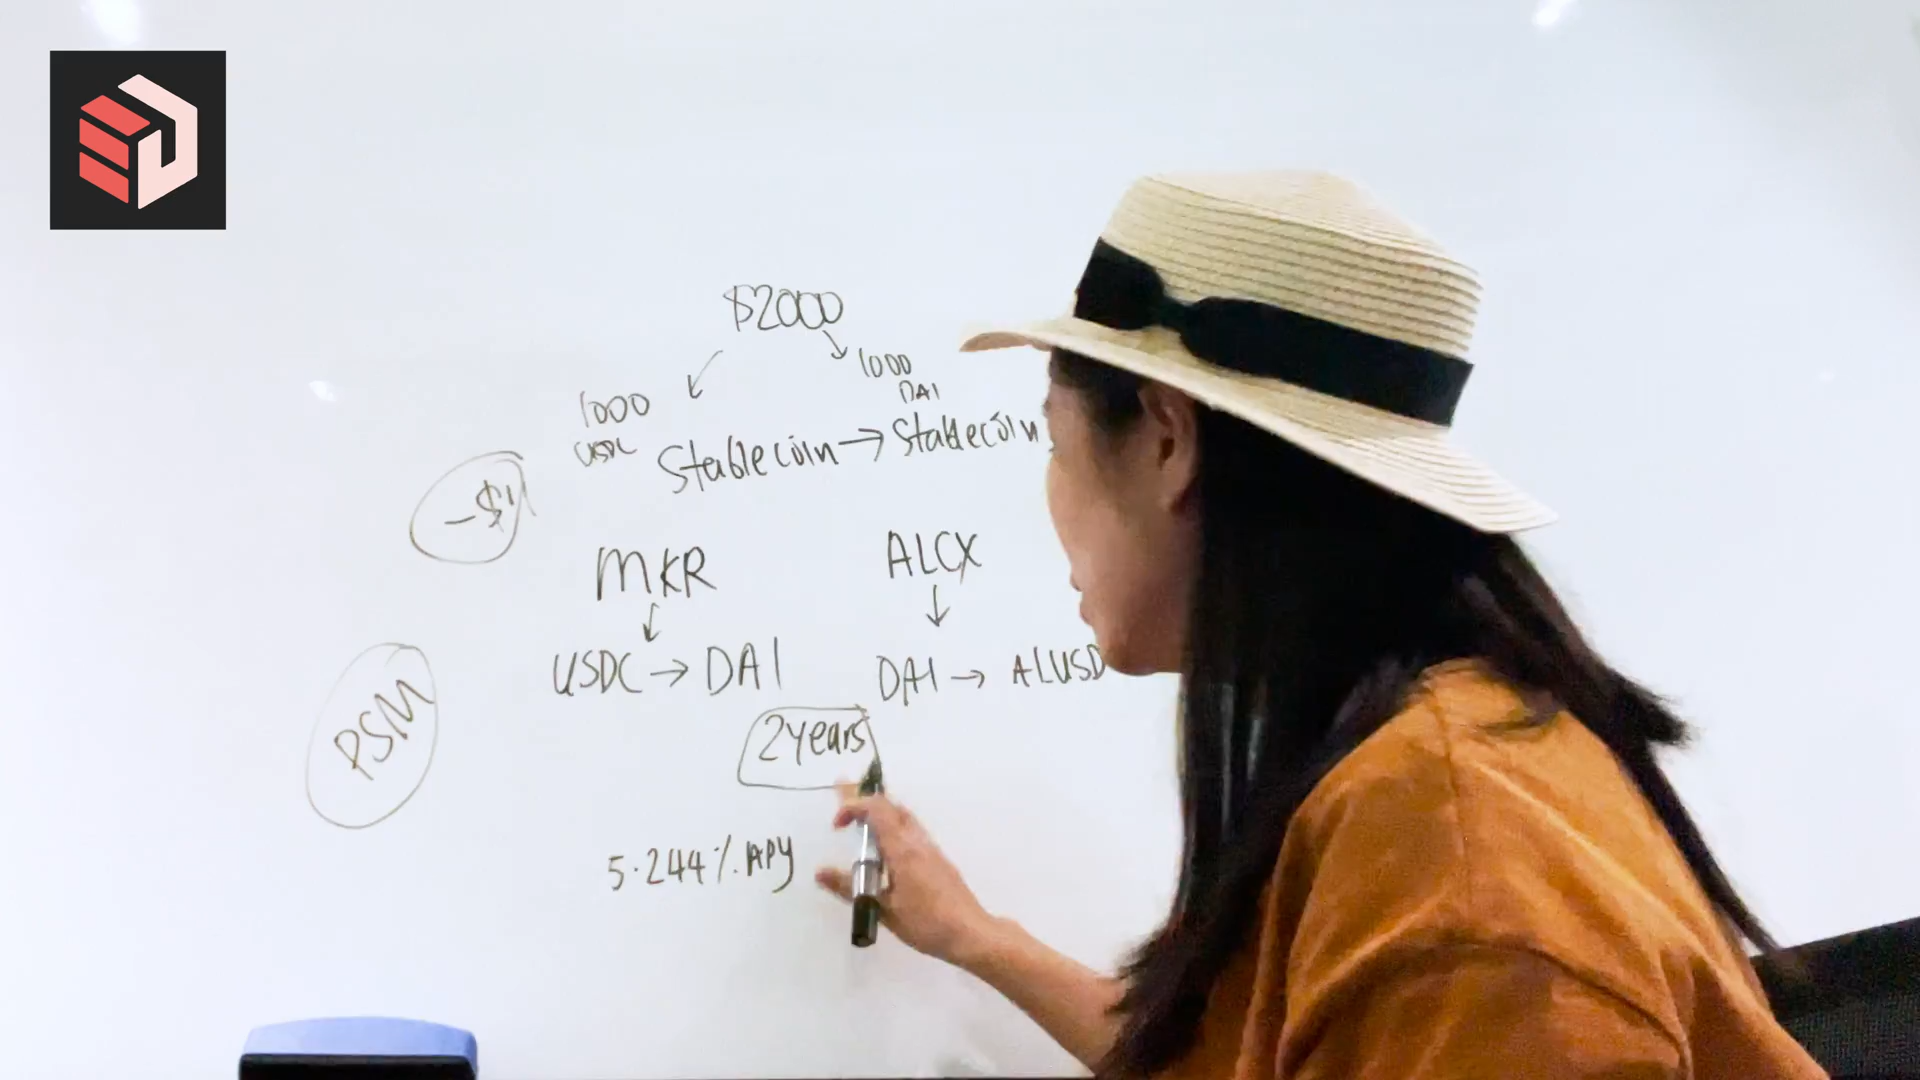 $2000
1000
DAI
1000
USDC
Stablecoin → Stablecoin
-$1
MKR
ALCX
USDC → DAI
DAI → ALUSD
PSM
2 years
5.244%. APY